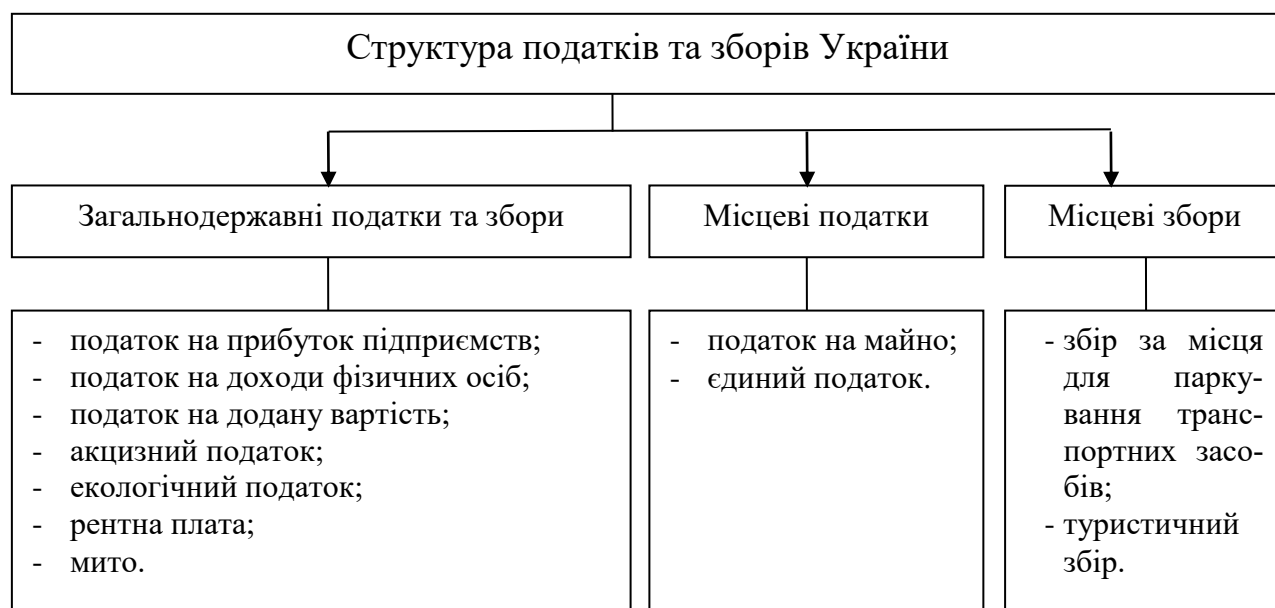 Структура податків та зборів України
Загальнодержавні податки та збори
Місцеві податки
Місцеві збори
- податок на прибуток підприємств;
- податок на доходи фізичних осіб;
- податок на додану вартість;
- акцизний податок;
- екологічний податок;
- рентна плата;
- мито.
- податок на майно;
- єдиний податок.
- збір за місця
для парку-
вання транс-
портних засо-
бів;
- туристичний
збір.